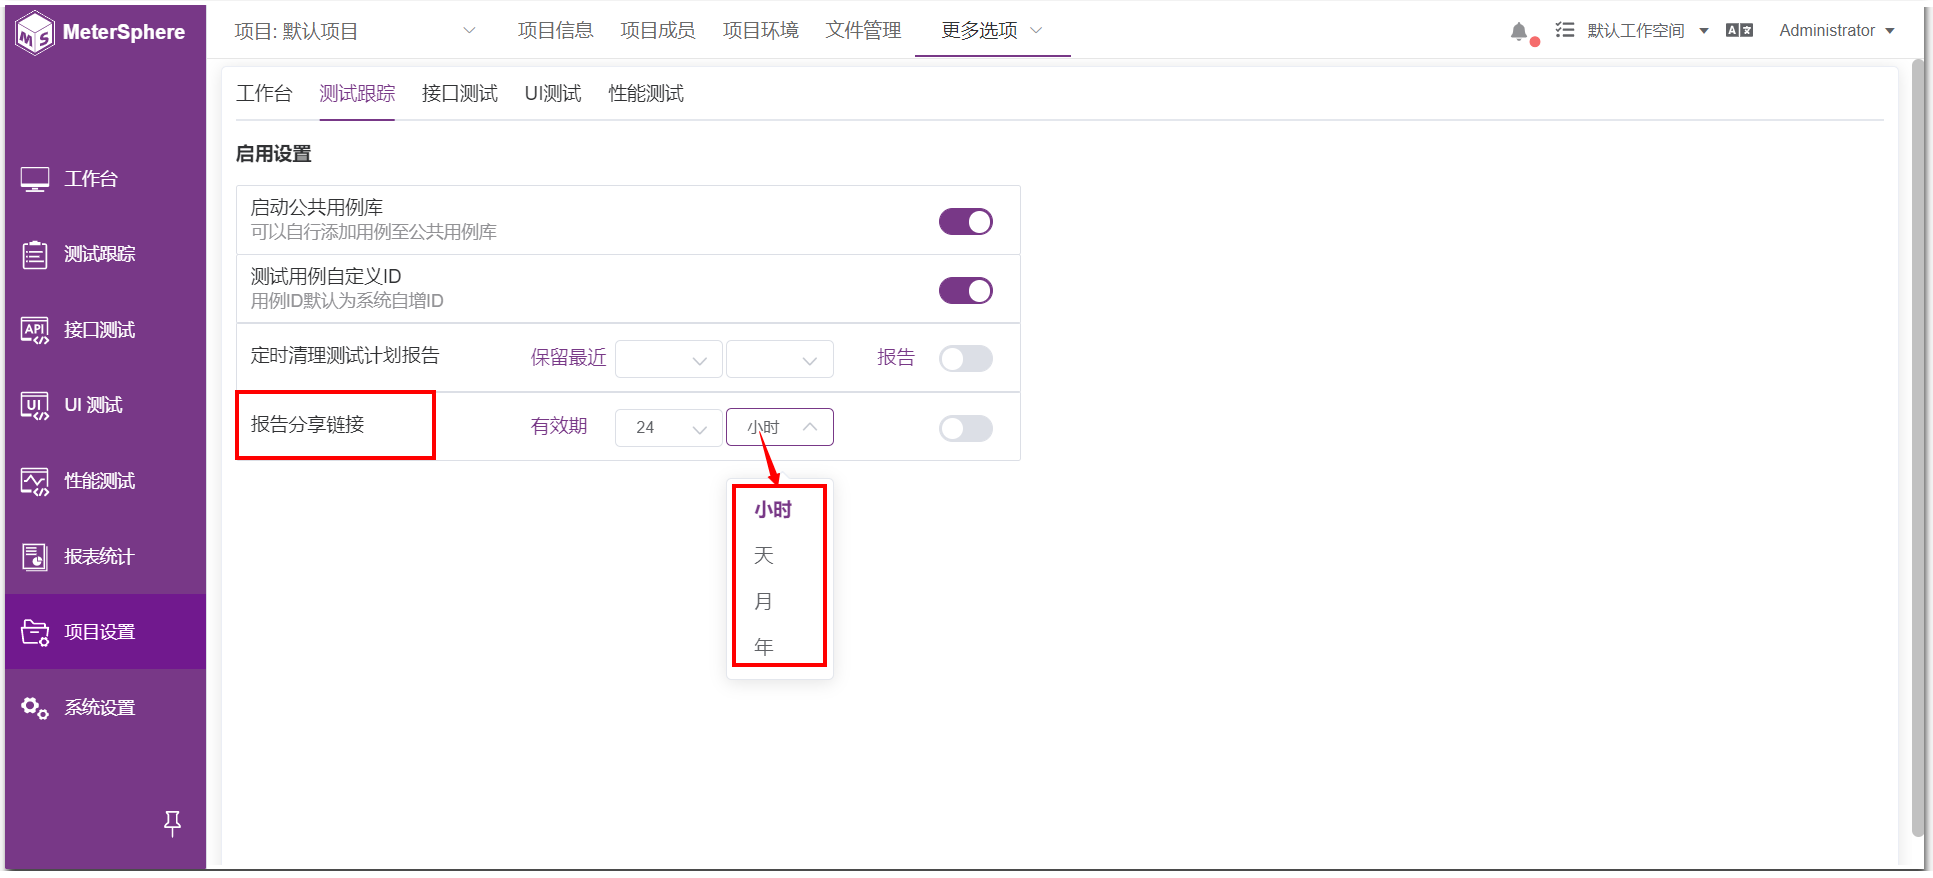 MeterSphere
项目: 默认项目
项目信息
项目成员
项目环境
文件管理
更多选项
默认工作空间
Administrator
工作台
测试跟踪
接口测试
UI 测试
性能测试
报表统计
项目设置
系统设置
工作台
测试跟踪
接口测试
UI测试
性能测试
启用设置
启动公共用例库
可以自行添加用例至公共用例库
测试用例自定义ID
用例ID默认为系统自增ID
定时清理测试计划报告
保留最近
报告
报告分享链接
有效期
24
小时
小时
天
月
年